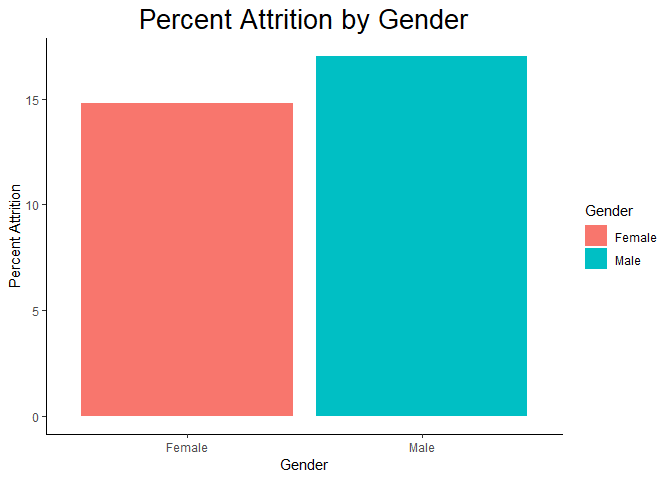 Percent Attrition by Gender
Percent Attrition
15
10
5
0
Female
Male
Gender
Gender
Female
Male